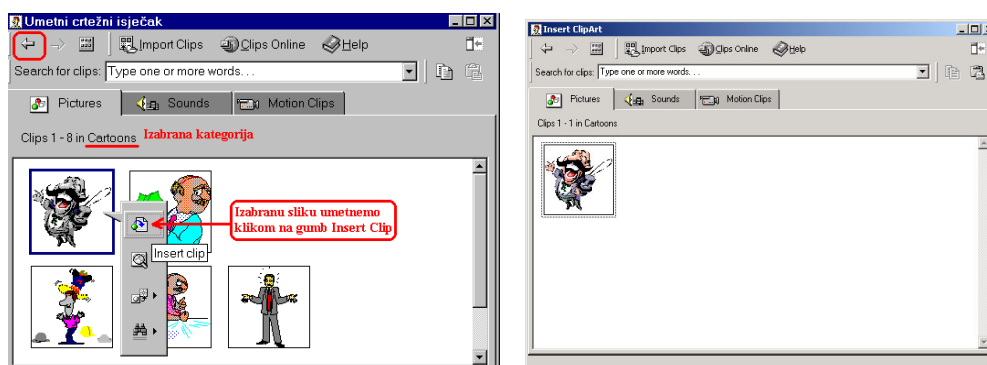 Umetni crtežni isječak
Import Clips Clips Online Help
Search for clips: Type one or more words. . .
Pictures Sounds Motion Clips
Clips 1 - 8 in Cartoons Izabrana kategorija
Izabranu sliku umetnemo
klikom na gumb Insert Clip
Insert clip
Insert ClipArt
Import Clips Clips Online Help
Search for clips: Type one or more words. . .
Pictures Sounds Motion Clips
Clips 1 - 1 in Cartoons